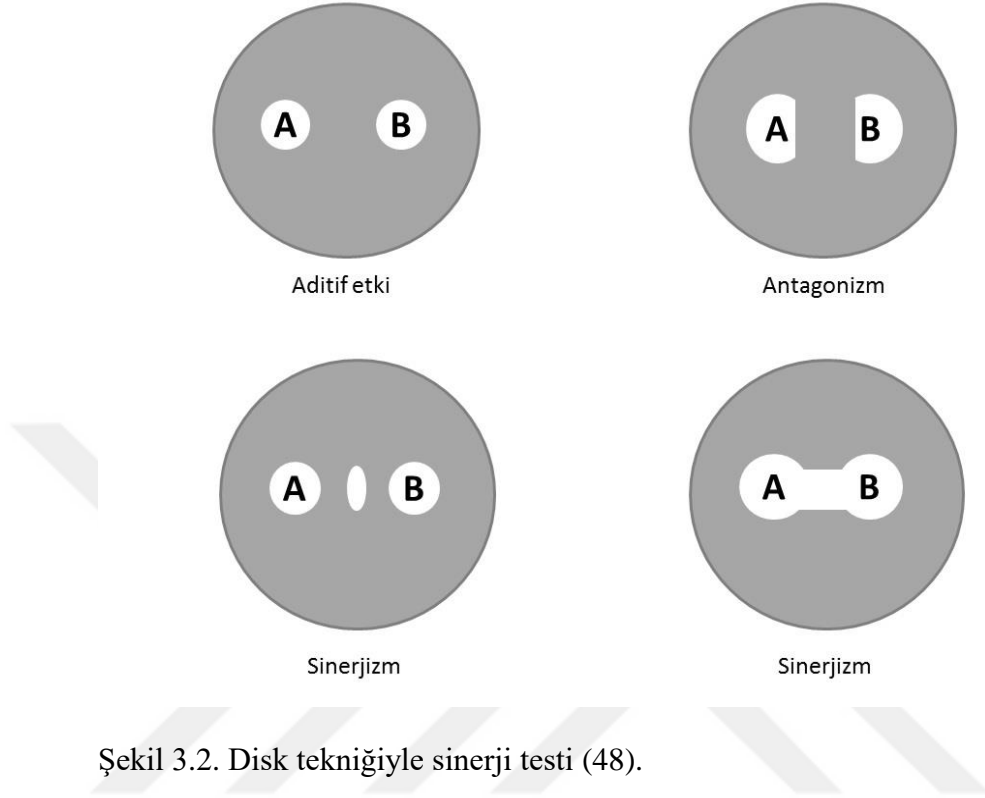 A B
A B
Aditif etki
Antagonizm
A B
A B
Sinerjizm
Sinerjizm
Şekil 3.2. Disk tekniğiyle sinerji testi (48).